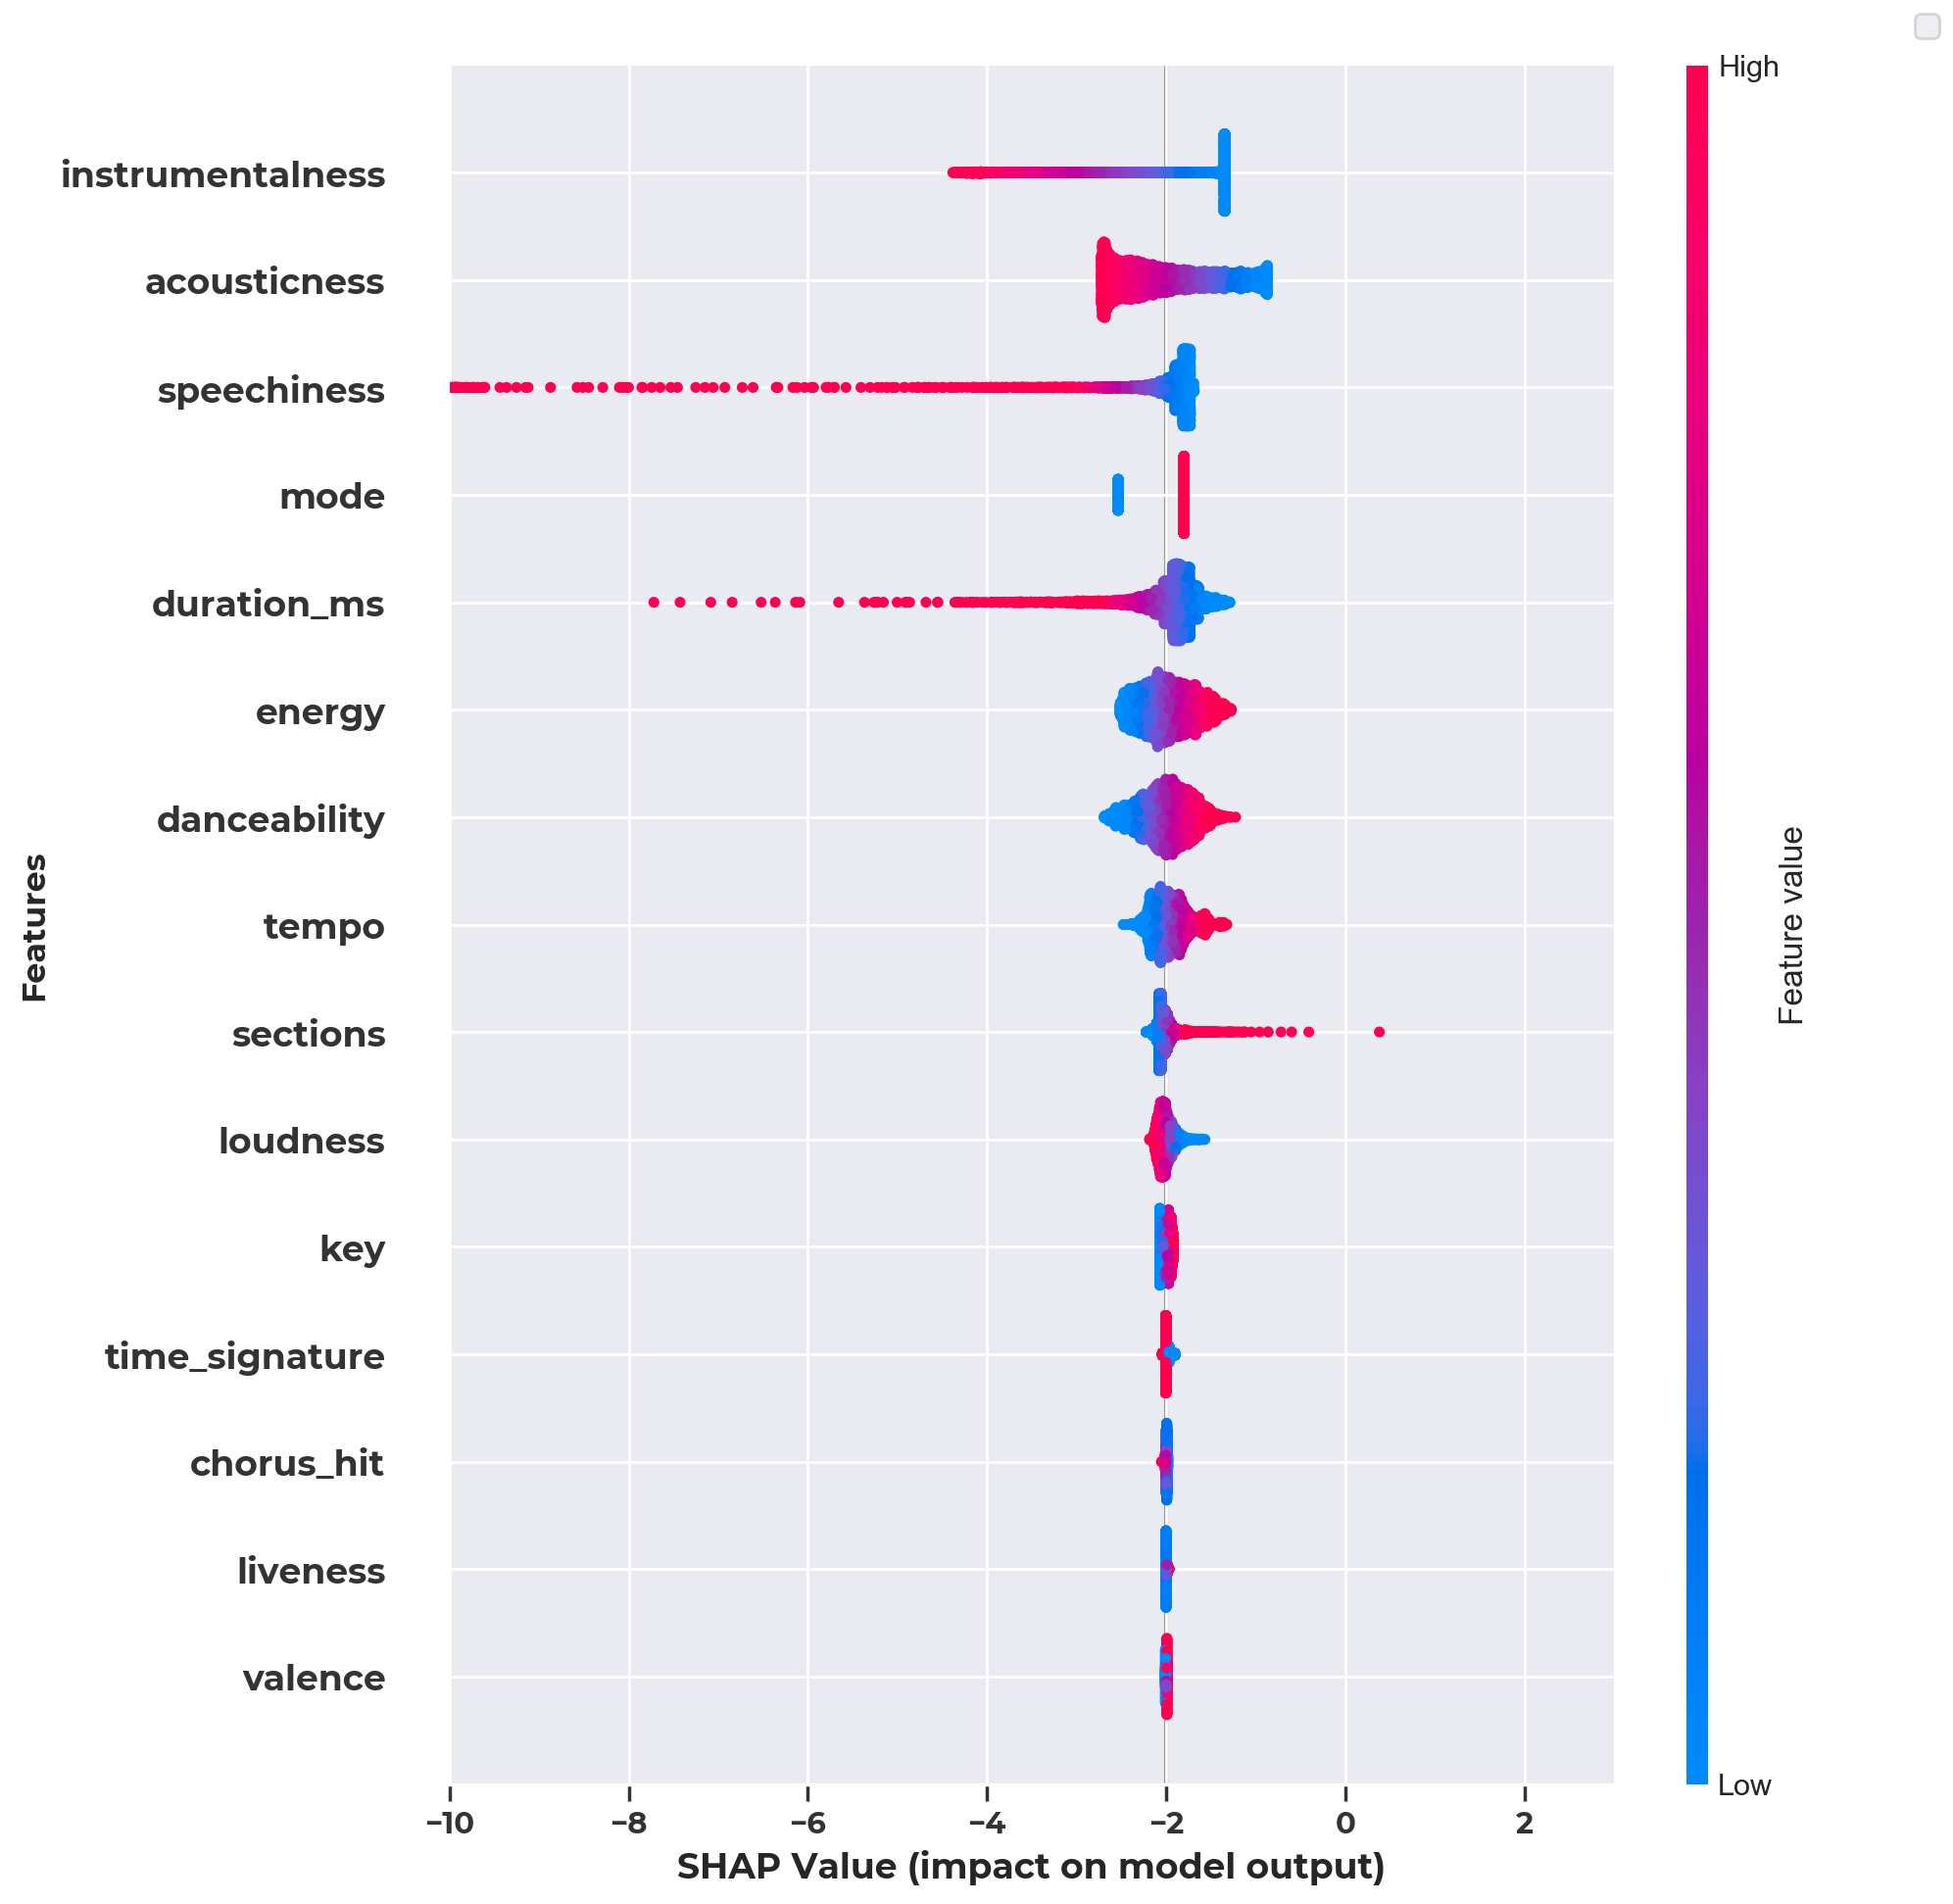 High
instrumentalness
acousticness
speechiness
mode
duration_ms
energy
danceability
tempo
sections
loudness
key
time_signature
chorus_hit
liveness
valence
Features
Feature value
Low
−10 −8 −6 −4 −2 0 2
SHAP Value (impact on model output)